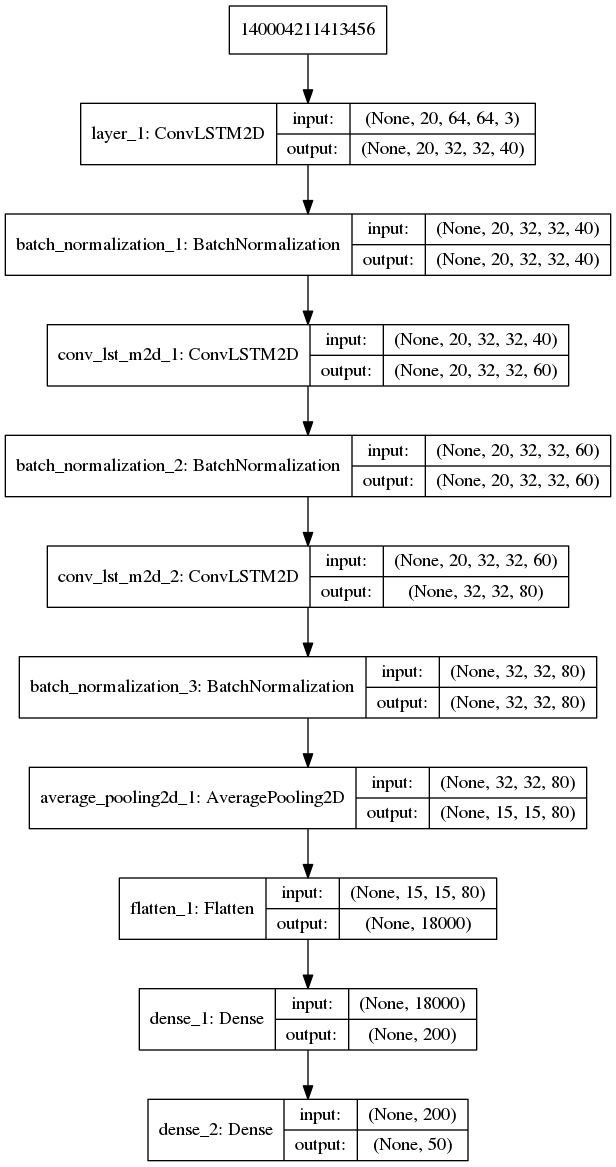 140004211413456
layer_1: ConvLSTM2D
input: (None, 20, 64, 64, 3)
output: (None, 20, 32, 32, 40)
batch_normalization_1: BatchNormalization
input: (None, 20, 32, 32, 40)
output: (None, 20, 32, 32, 40)
conv_lst_m2d_1: ConvLSTM2D
input: (None, 20, 32, 32, 40)
output: (None, 20, 32, 32, 60)
batch_normalization_2: BatchNormalization
input: (None, 20, 32, 32, 60)
output: (None, 20, 32, 32, 60)
conv_lst_m2d_2: ConvLSTM2D
input: (None, 20, 32, 32, 60)
output: (None, 32, 32, 80)
batch_normalization_3: BatchNormalization
input: (None, 32, 32, 80)
output: (None, 32, 32, 80)
average_pooling2d_1: AveragePooling2D
input: (None, 32, 32, 80)
output: (None, 15, 15, 80)
flatten_1: Flatten
input: (None, 15, 15, 80)
output: (None, 18000)
dense_1: Dense
input: (None, 18000)
output: (None, 200)
dense_2: Dense
input: (None, 200)
output: (None, 50)